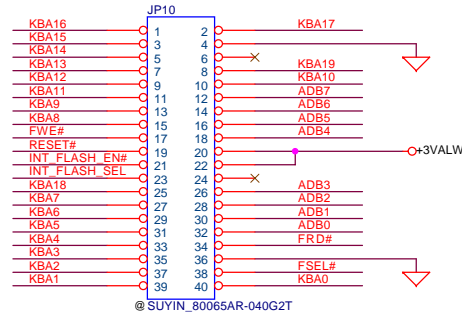 JP10
KBA16 1 2 KBA17
KBA15 3 4
KBA14 5 6
KBA13 7 8 KBA19
KBA12 9 10 KBA10
KBA11 11 12 ADB7
KBA9 13 14 ADB6
KBA8 15 16 ADB5
FWE# 17 18 ADB4
RESET# 19 20 +3VALW
INT_FLASH_EN# 21 22
INT_FLASH_SEL 23 24
KBA18 25 26 ADB3
KBA7 27 28 ADB2
KBA6 29 30 ADB1
KBA5 31 32 ADB0
KBA4 33 34 FRD#
KBA3 35 36
KBA2 37 38 FSEL#
KBA1 39 40 KBA0
@ SUYIN_80065AR-040G2T